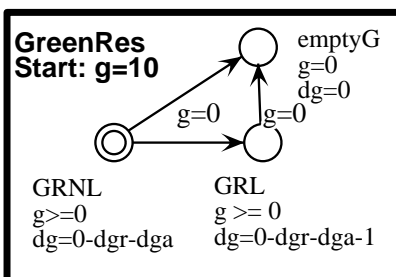 GreenRes
Start: g=10
emptyG
g=0
dg=0
g=0
g=0
GRNL
g>=0
dg=0-dgr-dga
GRL
g >= 0
dg=0-dgr-dga-1